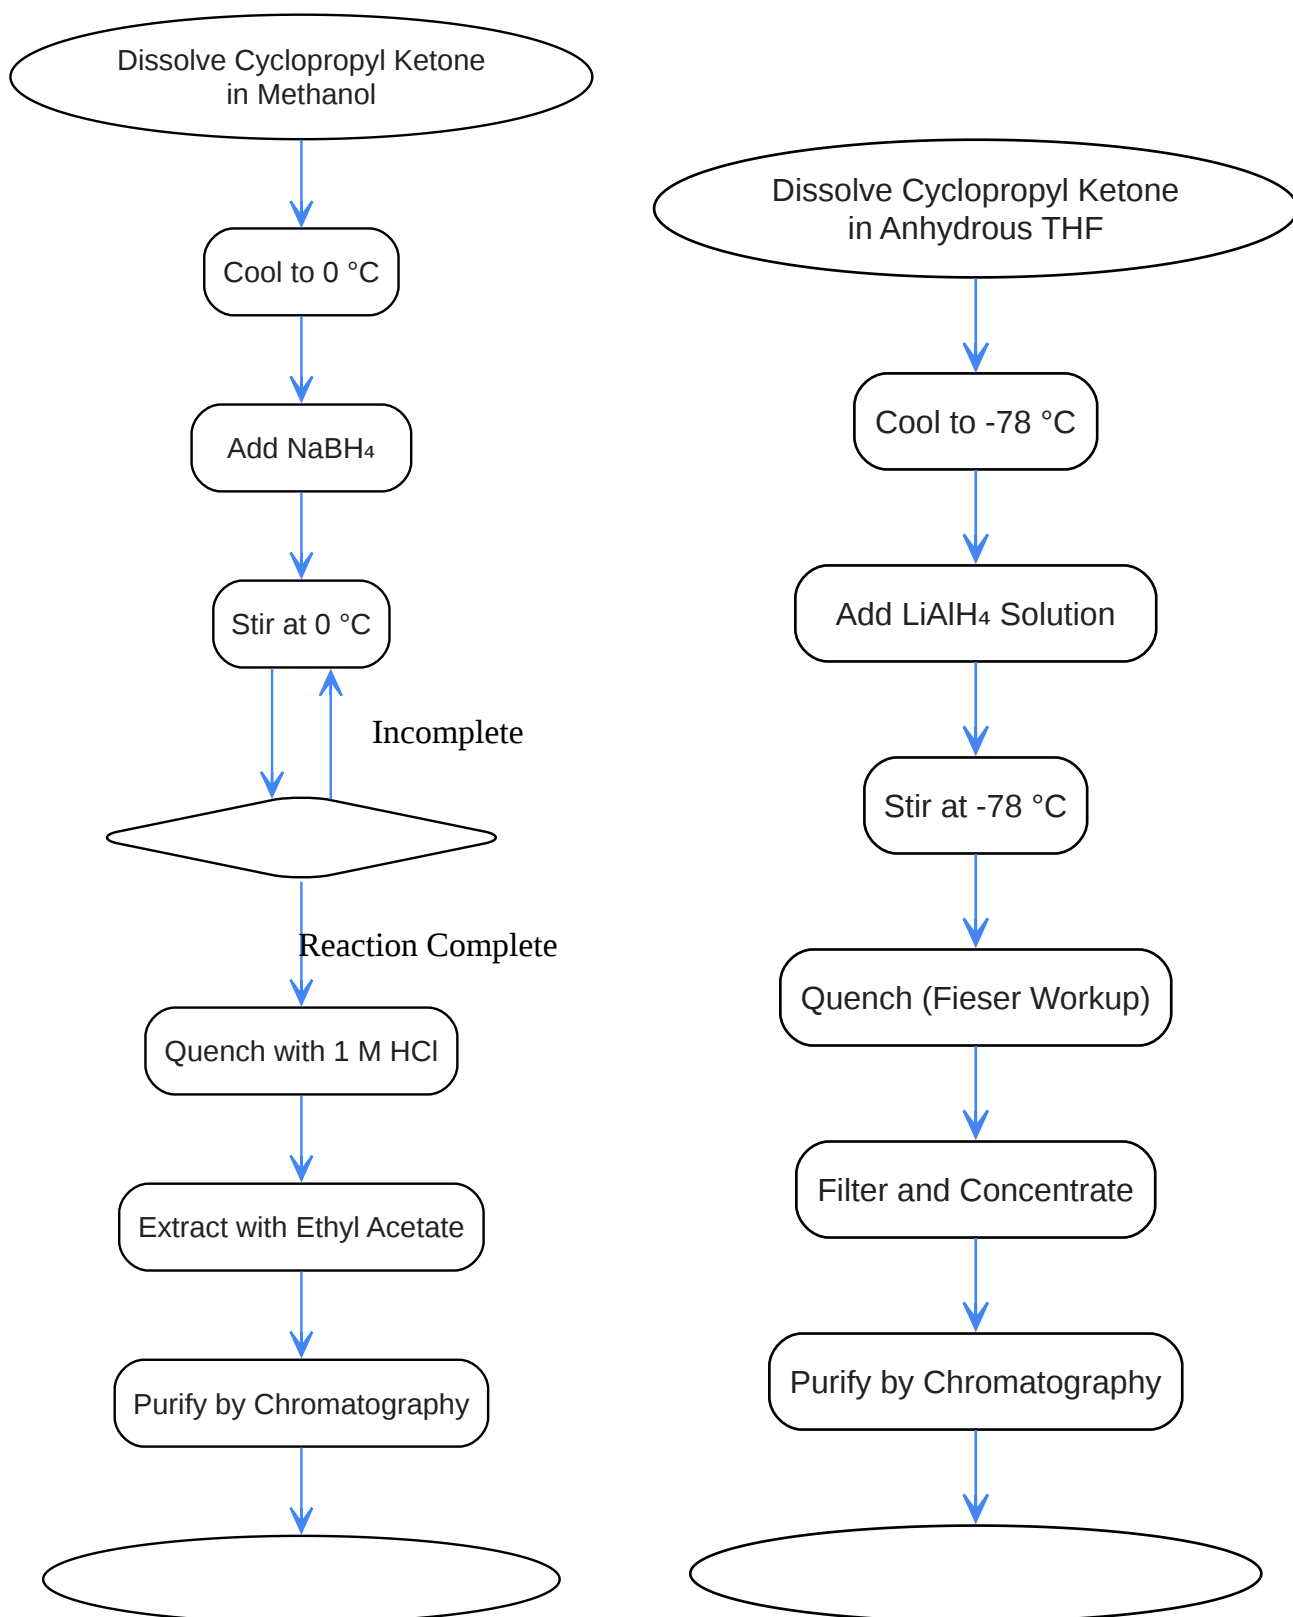 Dissolve Cyclopropyl Ketone
in Methanol
Cool to 0 °C
Add NaBH₄
Stir at 0 °C
Incomplete
Reaction Complete
Quench with 1 M HCl
Extract with Ethyl Acetate
Purify by Chromatography
Dissolve Cyclopropyl Ketone
in Anhydrous THF
Cool to -78 °C
Add LiAlH₄ Solution
Stir at -78 °C
Quench (Fieser Workup)
Filter and Concentrate
Purify by Chromatography